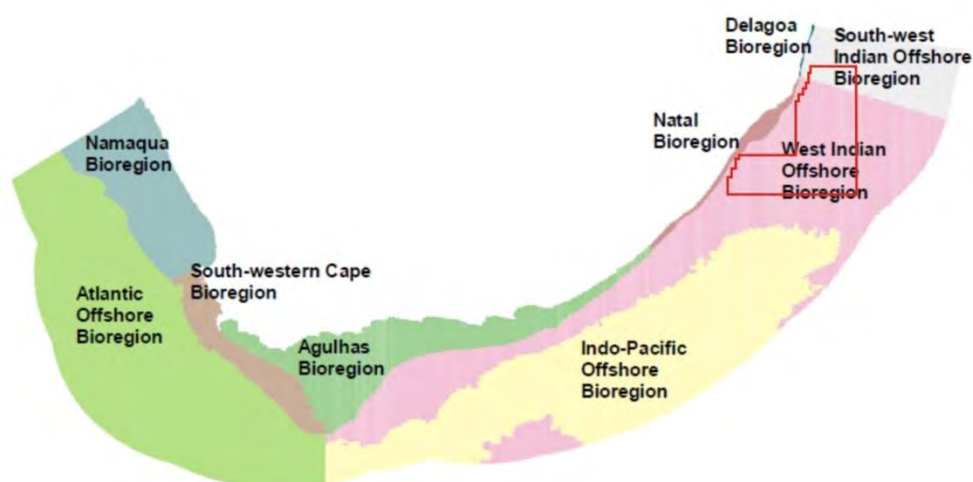 Delagoa
Bioregion
South-west
Indian Offshore
Bioregion
Namaqua
Bioregion
Natal
Bioregion
West Indian
Offshore
Bioregion
South-western Cape
Bioregion
Atlantic
Offshore
Bioregion
Agulhas
Bioregion
Indo-Pacific
Offshore
Bioregion